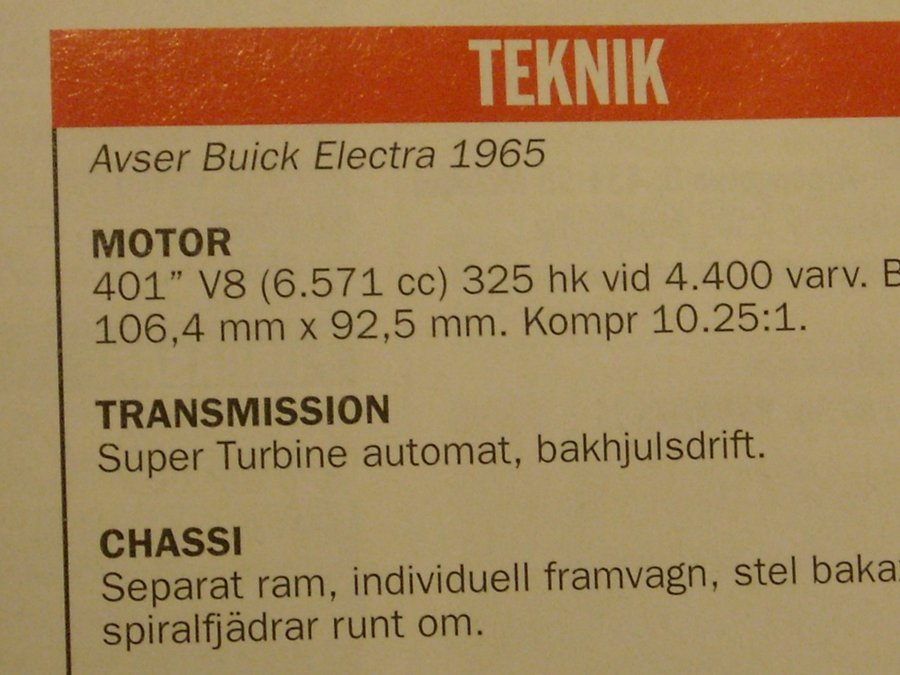 TEKNIK
Avser Buick Electra 1965
MOTOR
401” V8 (6.571 cc) 325 hk vid 4.400 varv.
106,4 mm x 92,5 mm. Kompr 10.25:1.
TRANSMISSION
Super Turbine automat, bakhjulsdrift.
CHASSI
Separat ram, individuell framvagn, stel
spiralfjädrar runt om.